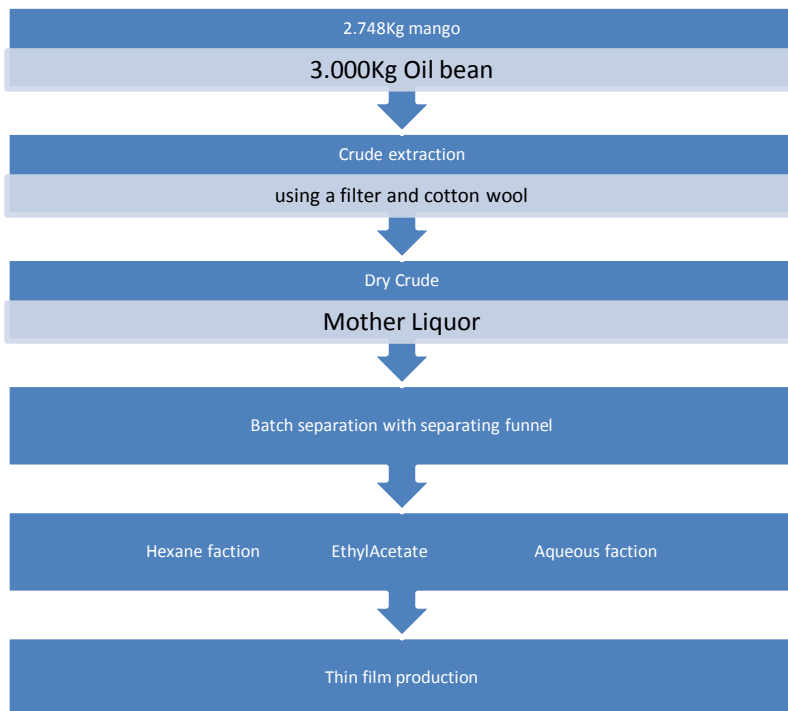 2.748Kg mango
3.000Kg Oil bean
Crude extraction
using a filter and cotton wool
Dry Crude
Mother Liquor
Batch separation with separating funnel
Hexane faction EthylAcetate Aqueous faction
Thin film production